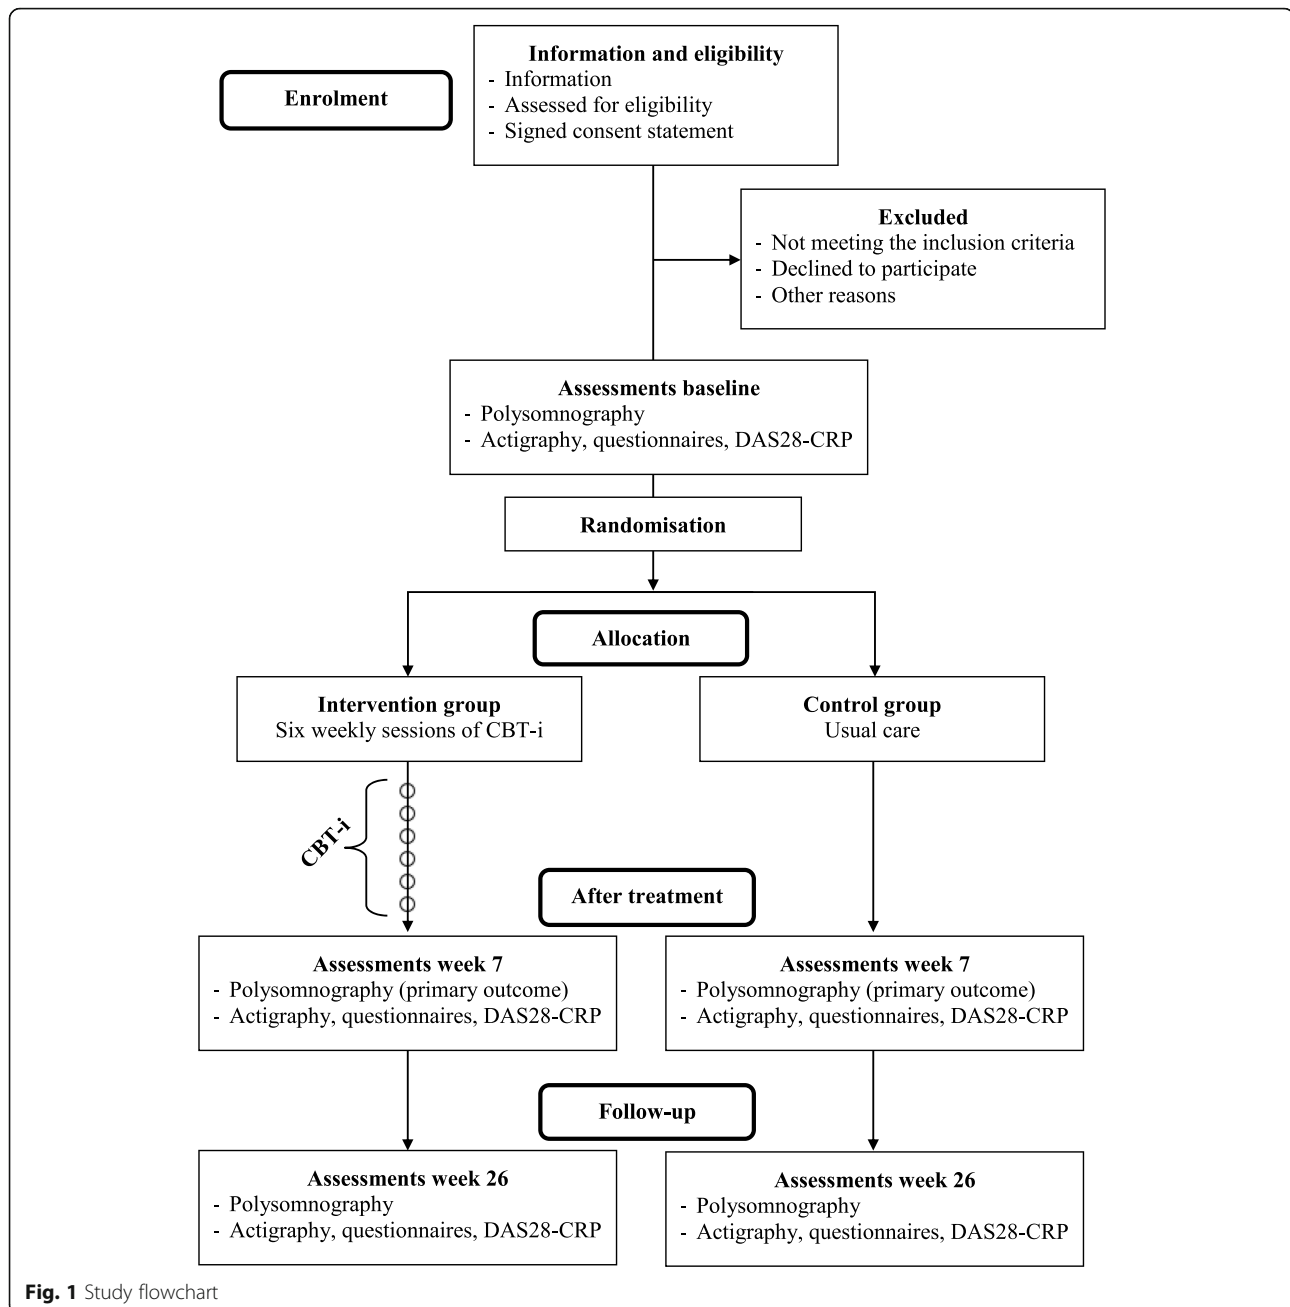 Enrolment
Information and eligibility
- Information
- Assessed for eligibility
- Signed consent statement
Excluded
- Not meeting the inclusion criteria
- Declined to participate
- Other reasons
Assessments baseline
- Polysomnography
- Actigraphy, questionnaires, DAS28-CRP
Randomisation
Allocation
Intervention group
Six weekly sessions of CBT-i
Control group
Usual care
CBT-i
After treatment
Assessments week 7
- Polysomnography (primary outcome)
- Actigraphy, questionnaires, DAS28-CRP
Assessments week 7
- Polysomnography (primary outcome)
- Actigraphy, questionnaires, DAS28-CRP
Follow-up
Assessments week 26
- Polysomnography
- Actigraphy, questionnaires, DAS28-CRP
Assessments week 26
- Polysomnography
- Actigraphy, questionnaires, DAS28-CRP
Fig. 1 Study flowchart